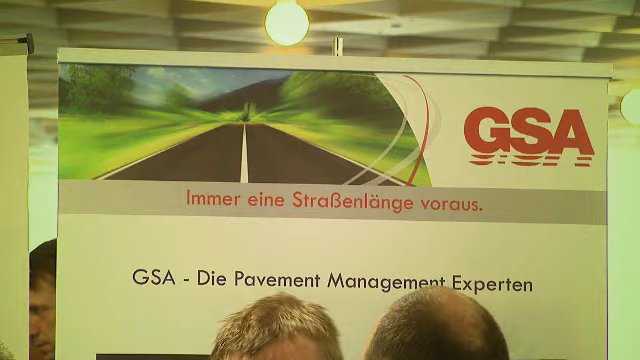 GSA
Immer eine Straßenlänge voraus.
GSA - Die Pavement Management Experten